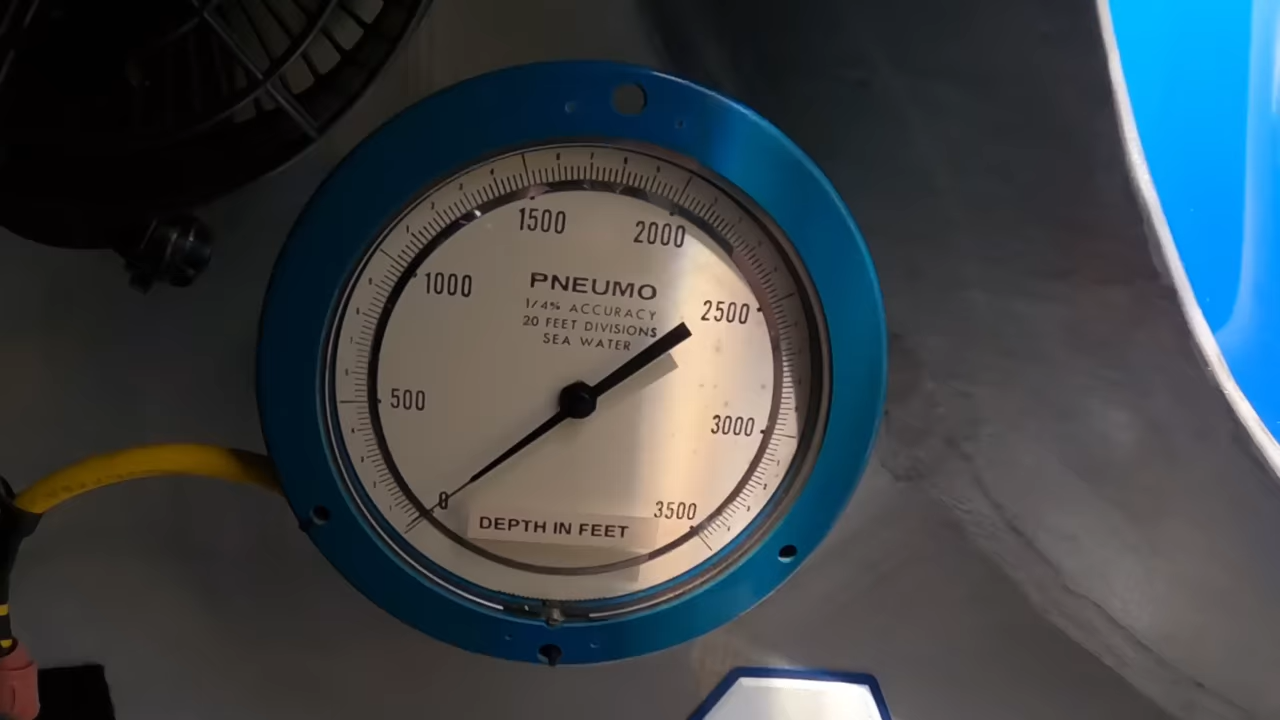 1500
2000
1000
2500
500
3000
0
3500
PNEUMO
1/4% ACCURACY
20 FEET DIVISIONS
SEA WATER
DEPTH IN FEET